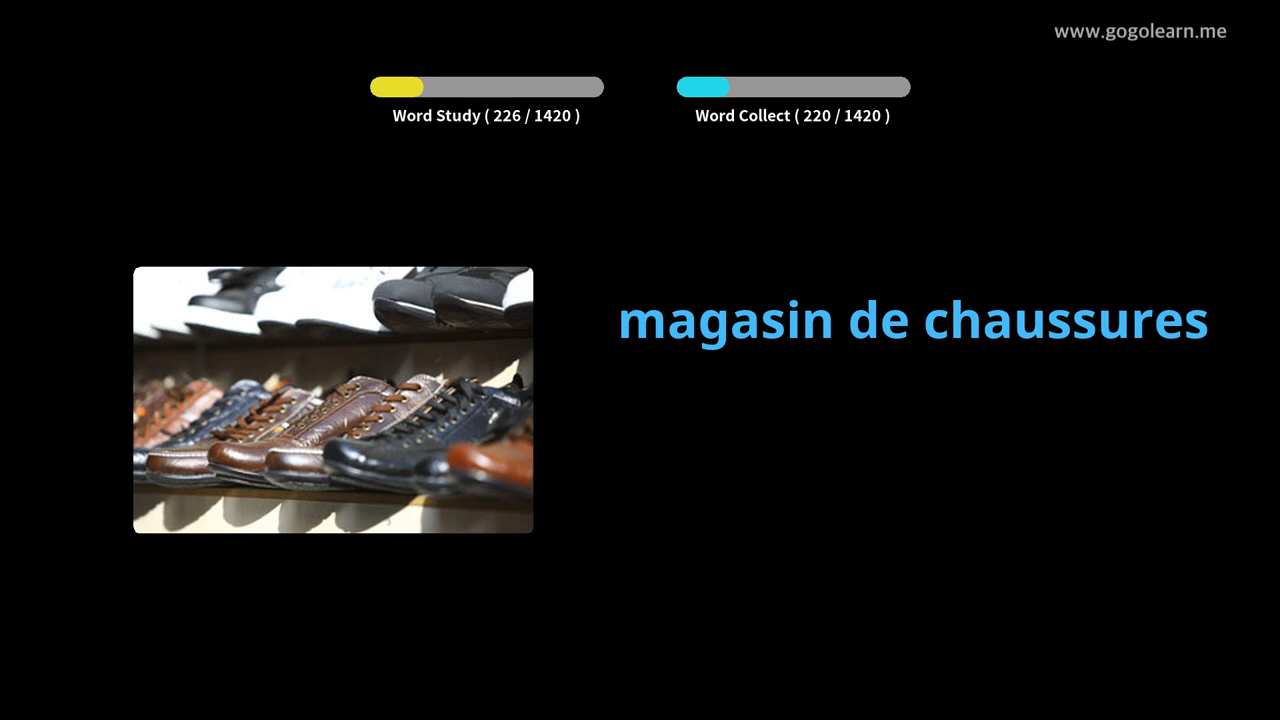 www.gogolearn.me
Word Study ( 226 / 1420 )
Word Collect ( 220 / 1420 )
magasin de chaussures